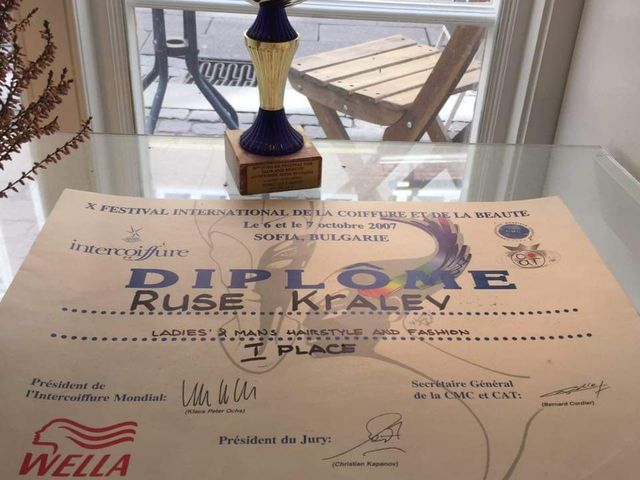 X FESTIVAL INTERNATIONAL DE LA COIFFURE ET DE LA BEAUTE
Le 6 et le 7 octobre 2007
SOFIA, BULGARIE
intercoiffure
DIPLÔME
RUSE KRALEV
LADIES' & MANS HAIRSTYLE AND FASHION
I PLACE
Président de
l'Intercoiffure Mondial:
(Klaus Peter Ochs)
Secrétaire Général
de la CMC et CAT:
(Bernard Cordier)
Président du Jury:
(Christian Kapanov)
WELLA